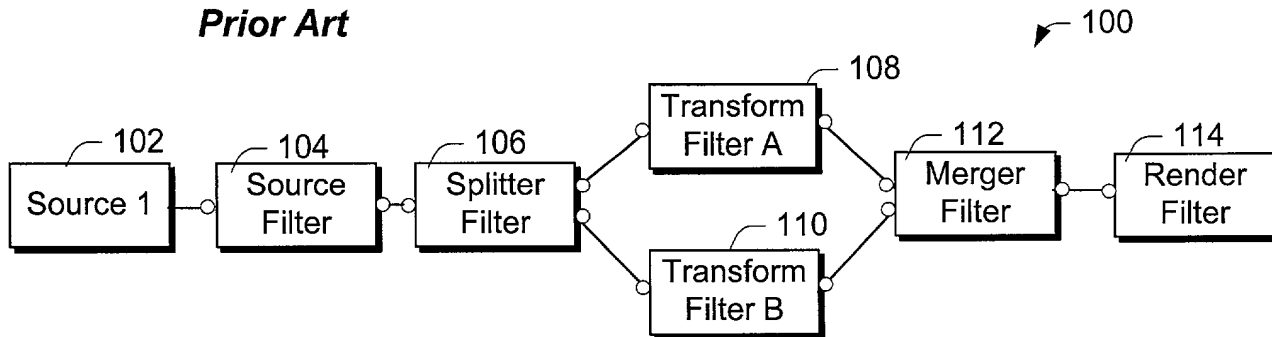 Prior Art
100
102
Source 1
104
Source
Filter
106
Splitter
Filter
108
Transform
Filter A
110
Transform
Filter B
112
Merger
Filter
114
Render
Filter